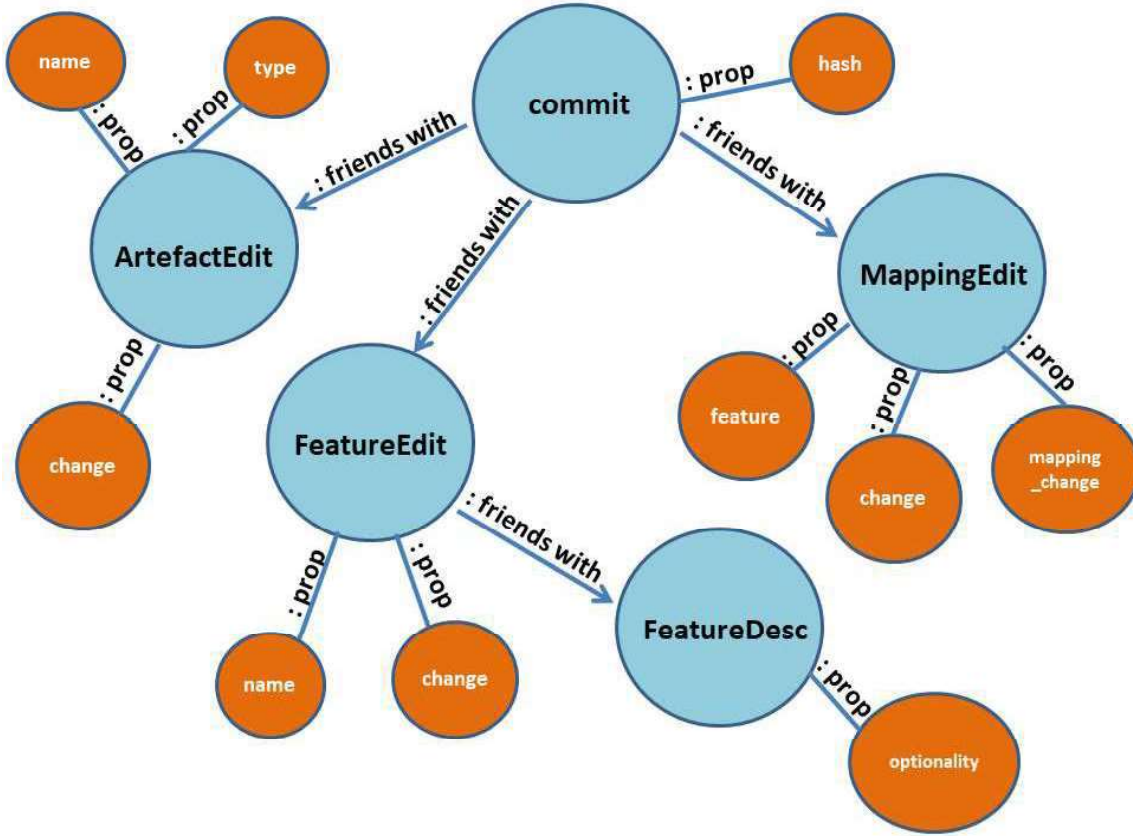 name
type
hash
commit
: prop
: prop
: prop
: friends with
: friends with
: friends with
ArtefactEdit
MappingEdit
: prop
: prop
: prop
: prop
feature
change
change
mapping
_change
FeatureEdit
: friends with
: prop
: prop
FeatureDesc
name
change
: prop
optionality